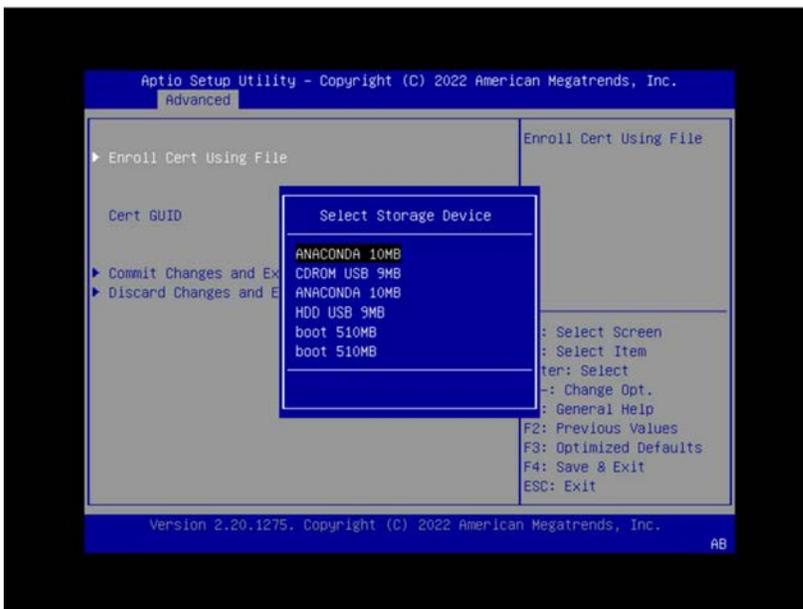 Aptio Setup Utility – Copyright (C) 2022 American Megatrends, Inc.
Advanced
Enroll Cert Using File
Cert GUID
Commit Changes and Ex
Discard Changes and E
Select Storage Device
ANACONDA 10MB
CDROM USB 9MB
ANACONDA 10MB
HDD USB 9MB
boot 510MB
boot 510MB
Enroll Cert Using File
: Select Screen
: Select Item
ter: Select
-: Change Opt.
: General Help
F2: Previous Values
F3: Optimized Defaults
F4: Save & Exit
ESC: Exit
Version 2.20.1275. Copyright (C) 2022 American Megatrends, Inc.
AB